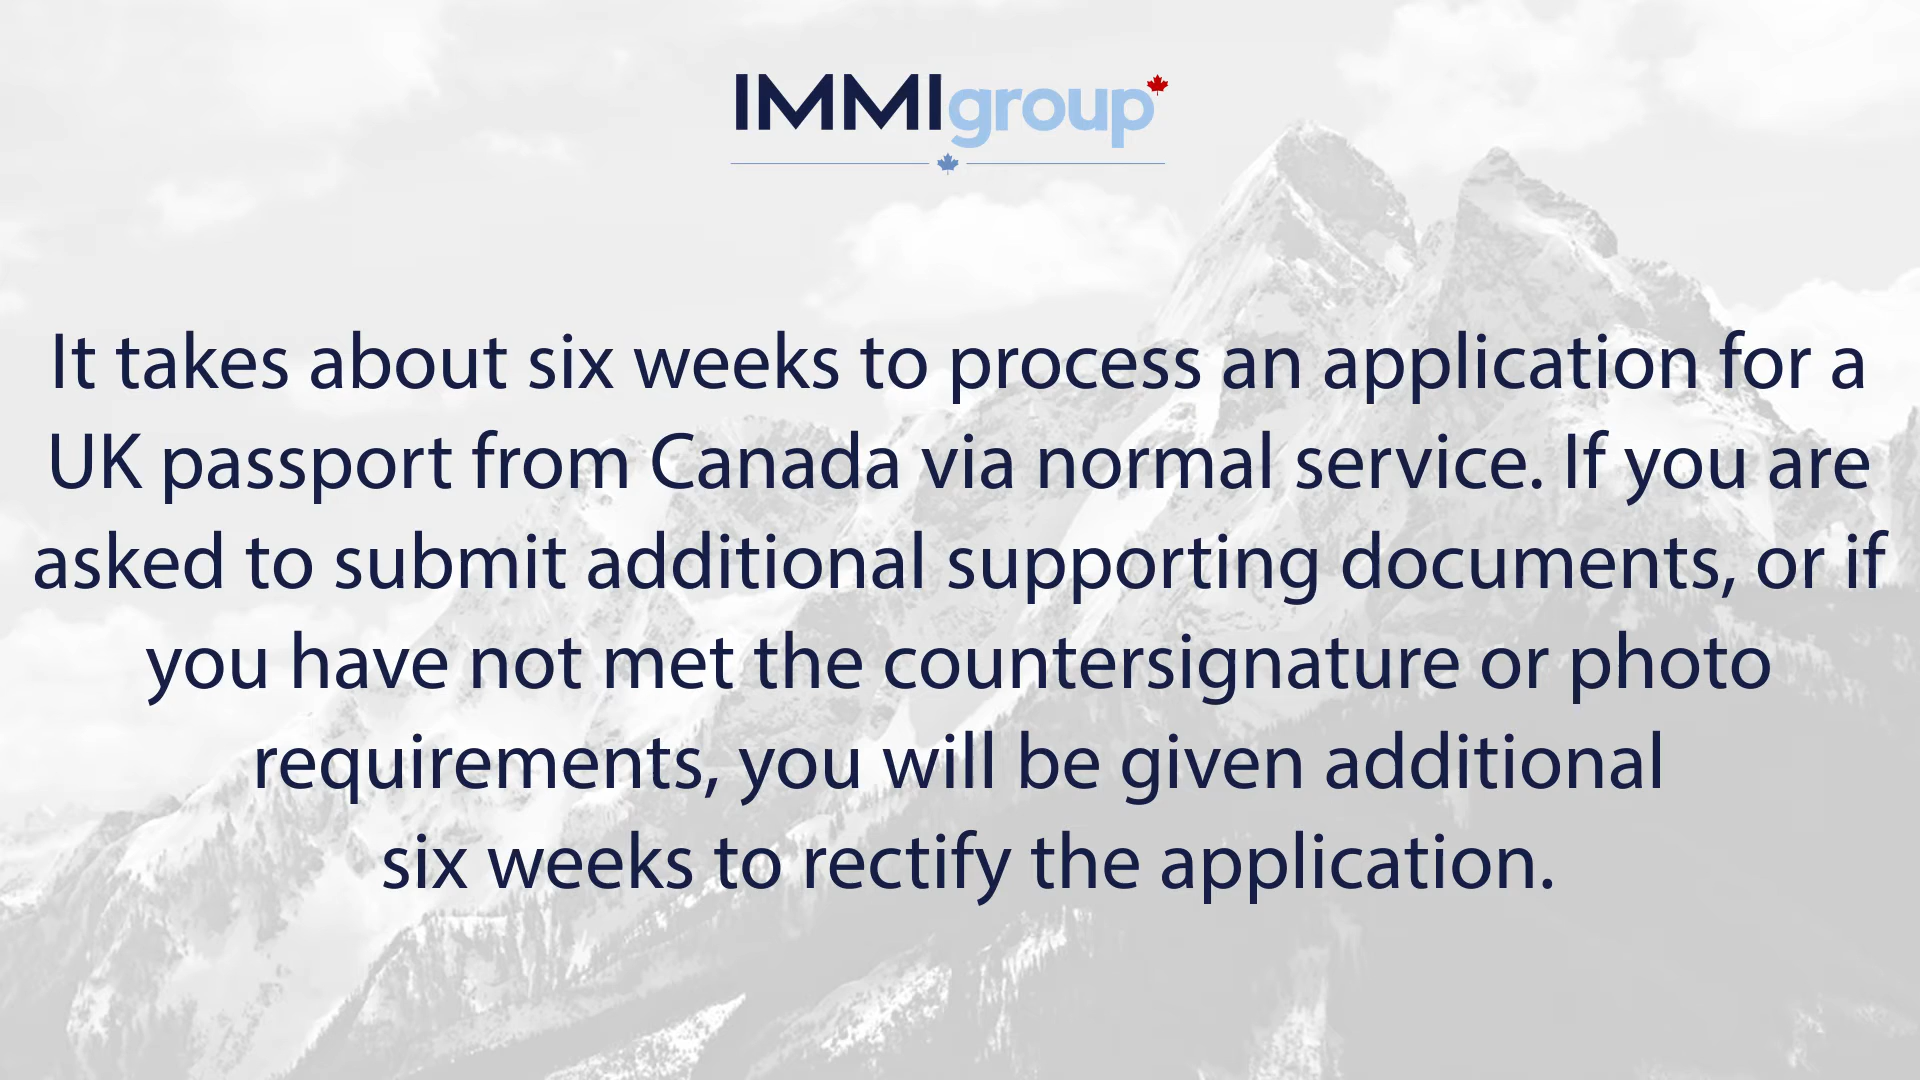 IMMIgroup
It takes about six weeks to process an application for a
UK passport from Canada via normal service. If you are
asked to submit additional supporting documents, or if
you have not met the countersignature or photo
requirements, you will be given additional
six weeks to rectify the application.